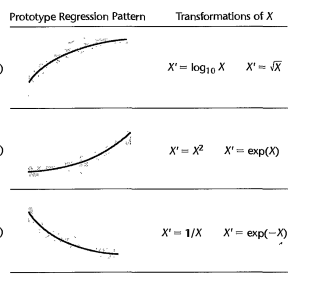 Prototype Regression Pattern Transformations of X
) X' = log₁₀ X X' = √X
) X' = X² X' = exp(X)
) X' = 1/X X' = exp(−X)